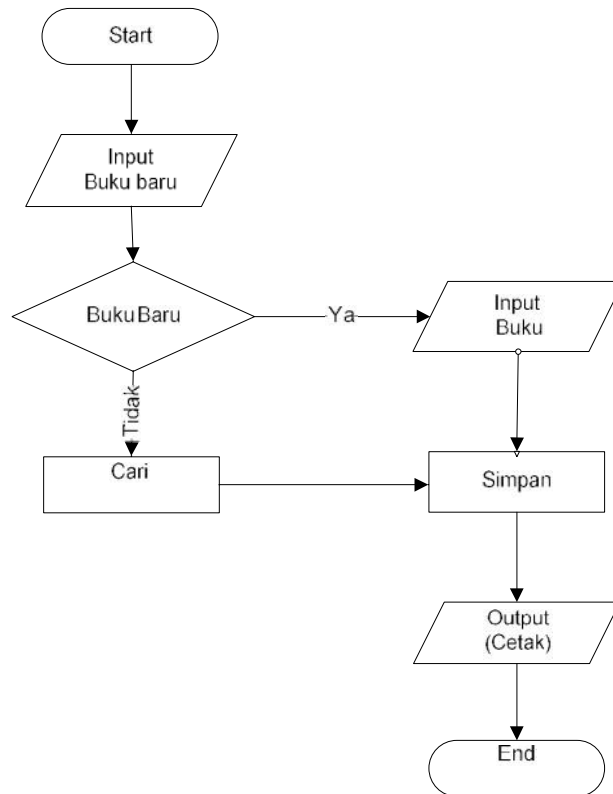 Start
Input
Buku baru
Buku Baru
Ya
Input
Buku
Tidak
Cari
Simpan
Output
(Cetak)
End